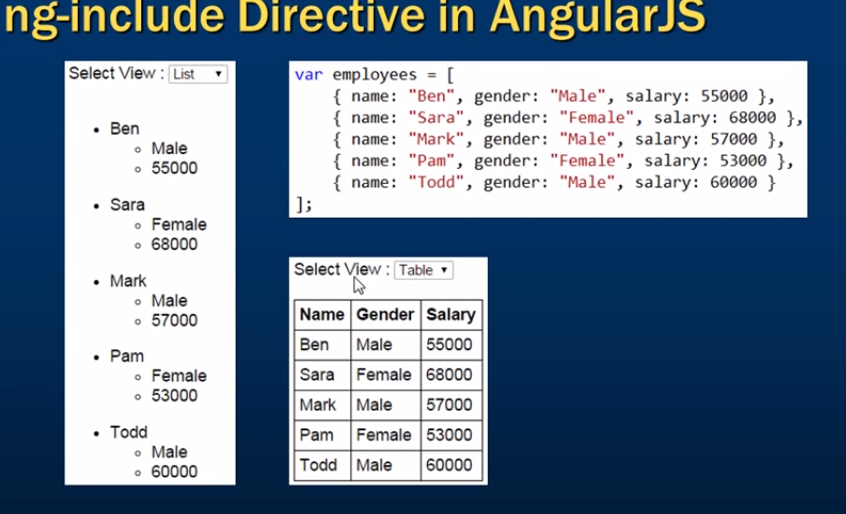 ng-include Directive in AngularJS
Select View : List
• Ben
◦ Male
◦ 55000
• Sara
◦ Female
◦ 68000
• Mark
◦ Male
◦ 57000
• Pam
◦ Female
◦ 53000
• Todd
◦ Male
◦ 60000
var employees = [
{ name: "Ben", gender: "Male", salary: 55000 },
{ name: "Sara", gender: "Female", salary: 68000 },
{ name: "Mark", gender: "Male", salary: 57000 },
{ name: "Pam", gender: "Female", salary: 53000 },
{ name: "Todd", gender: "Male", salary: 60000 }
];
Select View : Table
Name Gender Salary
Ben Male 55000
Sara Female 68000
Mark Male 57000
Pam Female 53000
Todd Male 60000